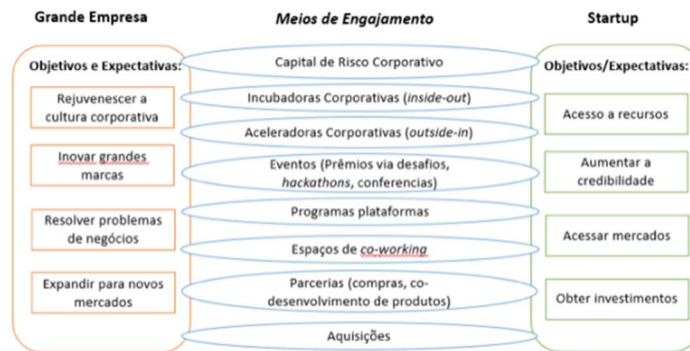 Grande Empresa
Meios de Engajamento
Startup
Objetivos e Expectativas:
Rejuvenescer a
cultura corporativa
Inovar grandes
marcas
Resolver problemas
de negócios
Expandir para novos
mercados
Capital de Risco Corporativo
Incubadoras Corporativas (inside-out)
Aceleradoras Corporativas (outside-in)
Eventos (Prêmios via desafios,
hackathons, conferencias)
Programas plataformas
Espaços de co-working
Parcerias (compras, co-
desenvolvimento de produtos)
Aquisições
Objetivos/Expectativas:
Acesso a recursos
Aumentar a
credibilidade
Acessar mercados
Obter investimentos